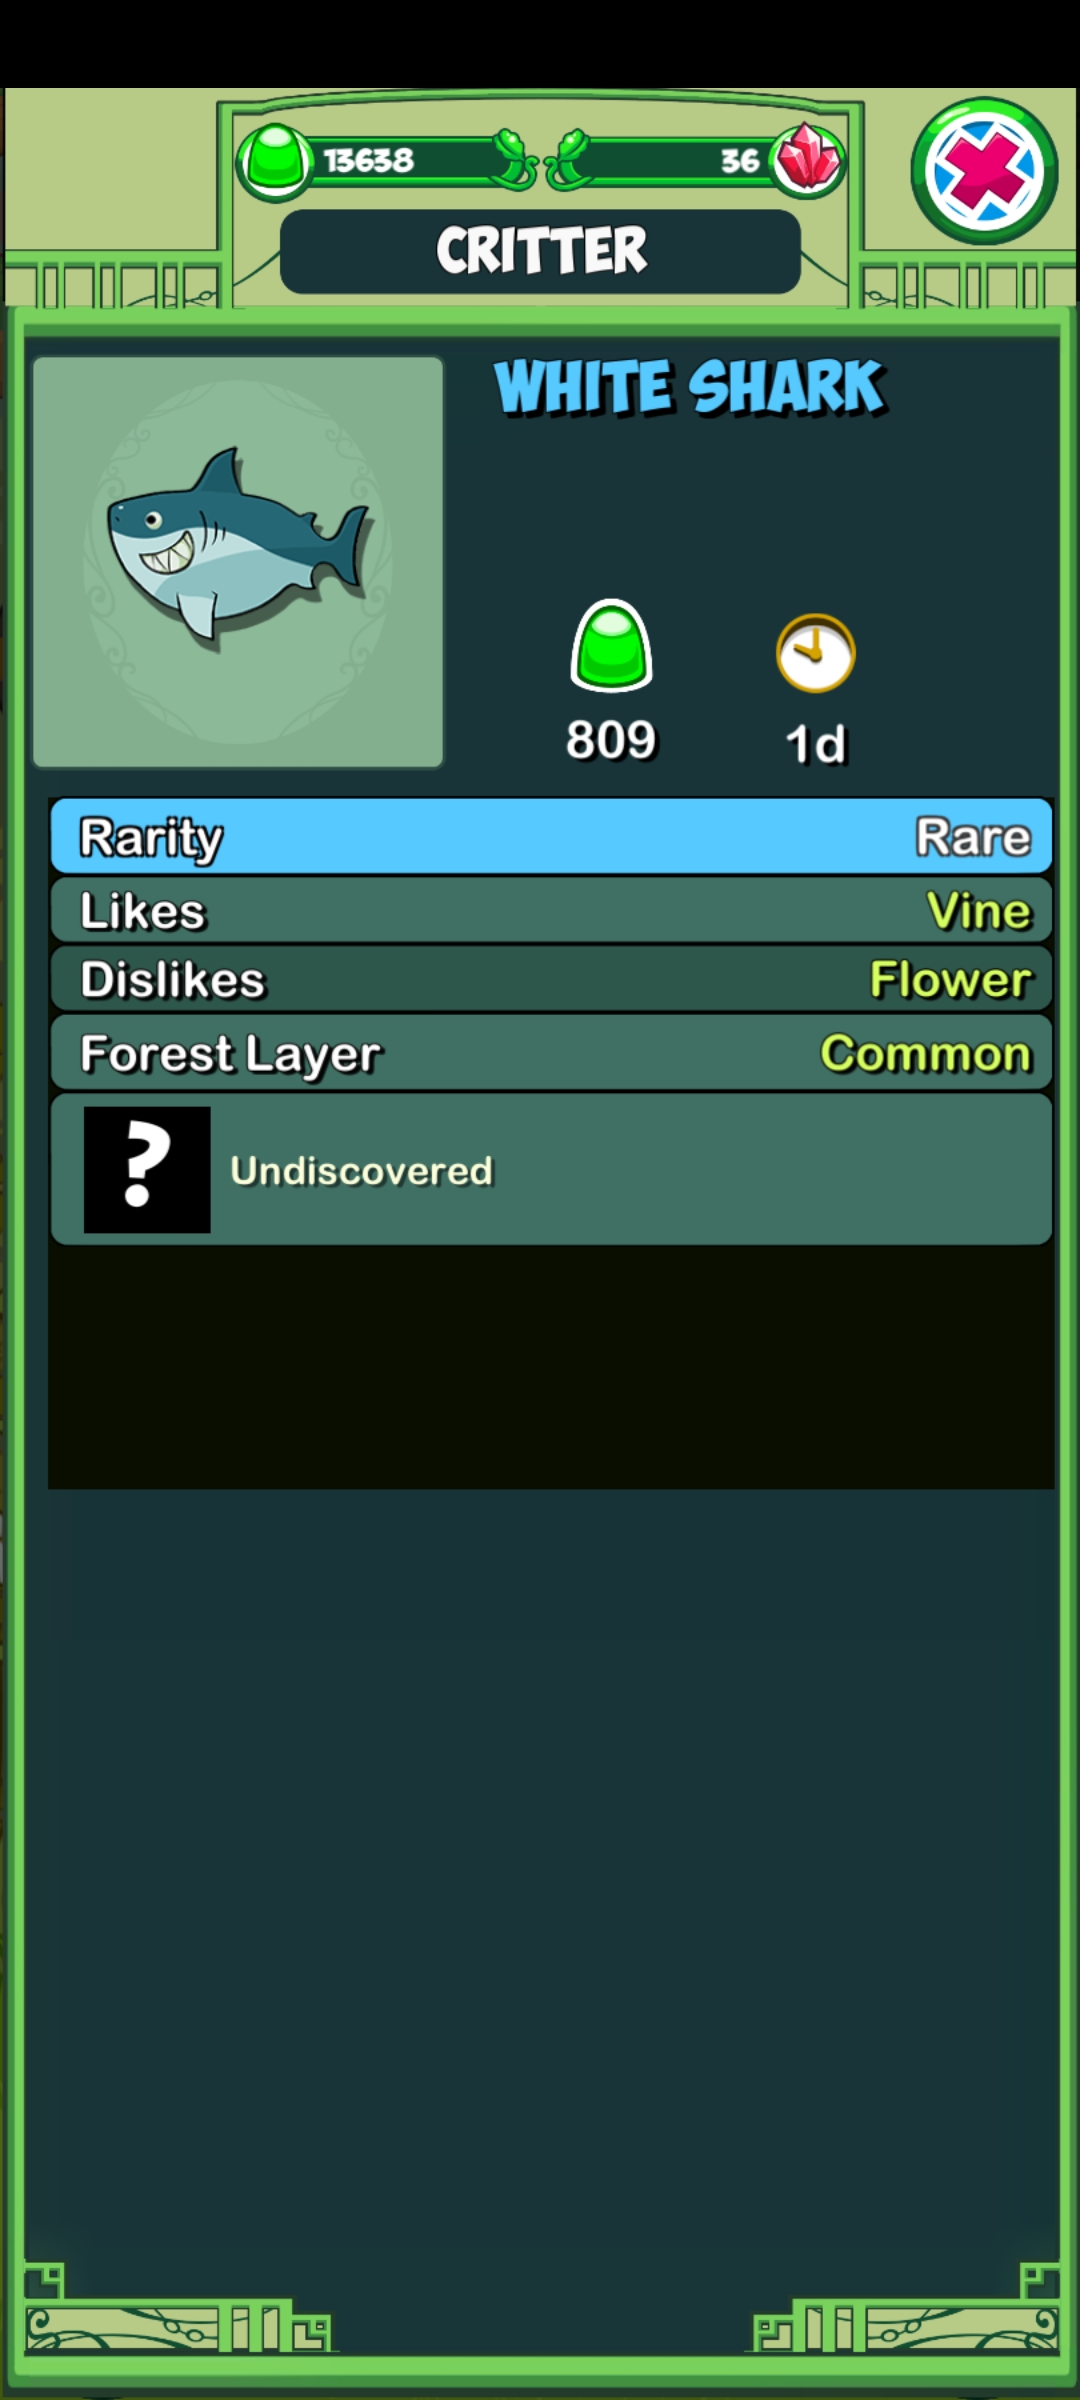 13638
36
CRITTER
WHITE SHARK
809
1d
Rarity Rare
Likes Vine
Dislikes Flower
Forest Layer Common
? Undiscovered